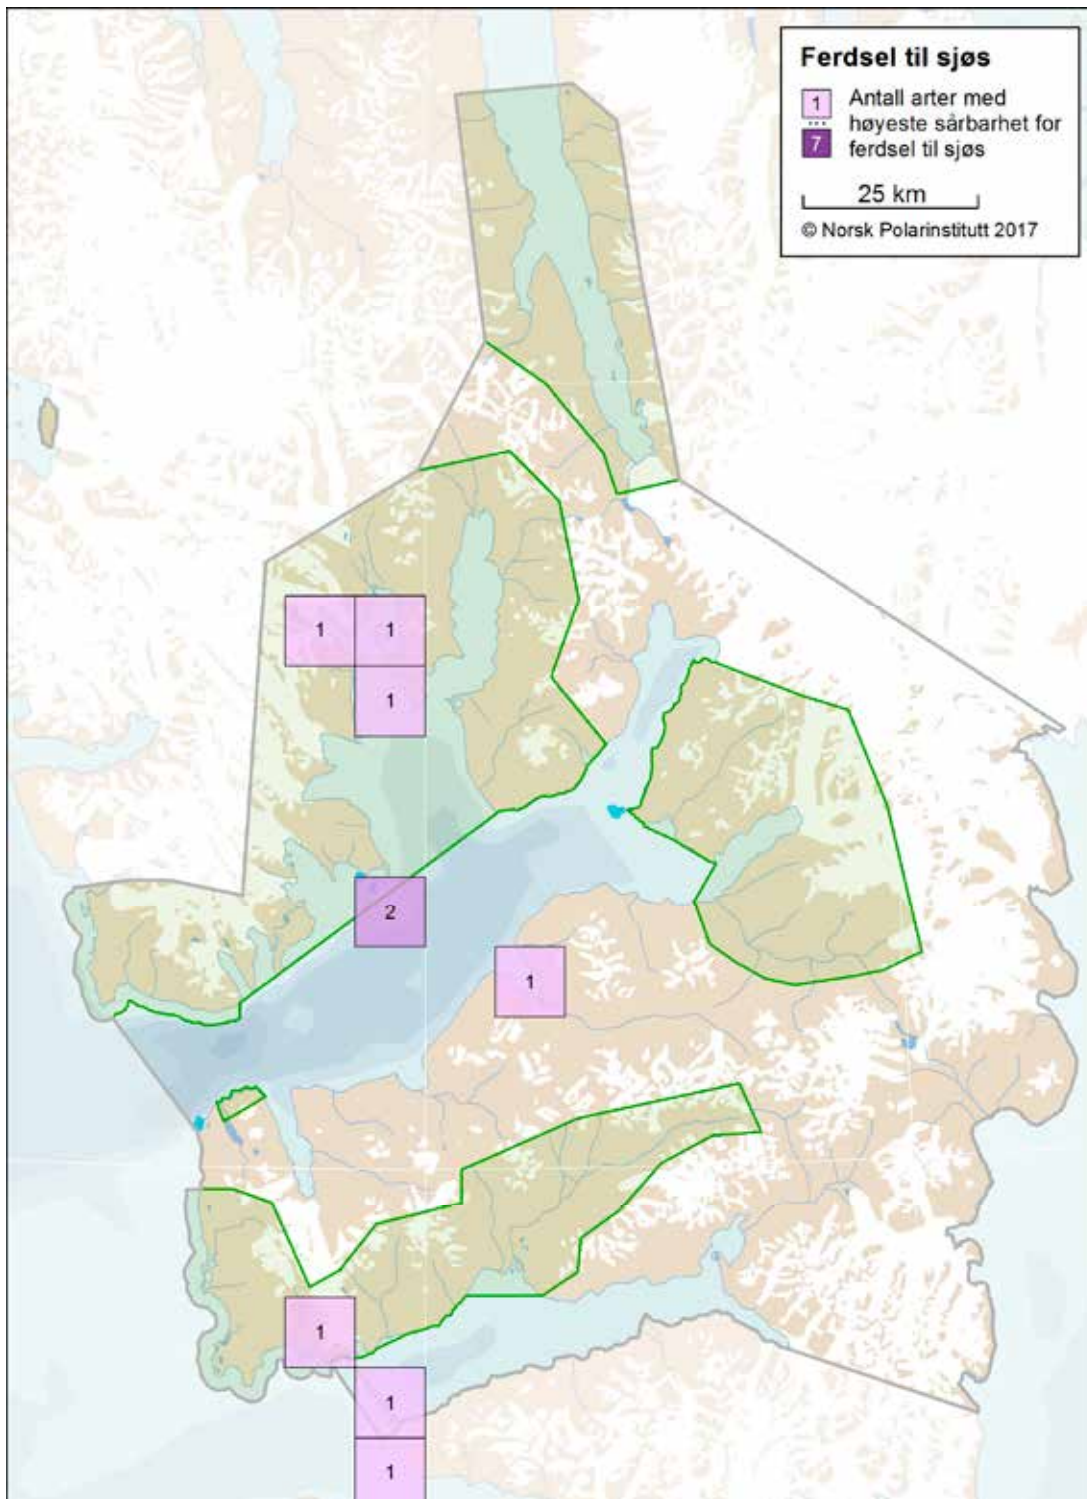 Ferdsel til sjøs
1 Antall arter med
... høyeste sårbarhet for
7 ferdsel til sjøs
25 km
© Norsk Polarinstitutt 2017
1 1
1
2
1
1
1
1